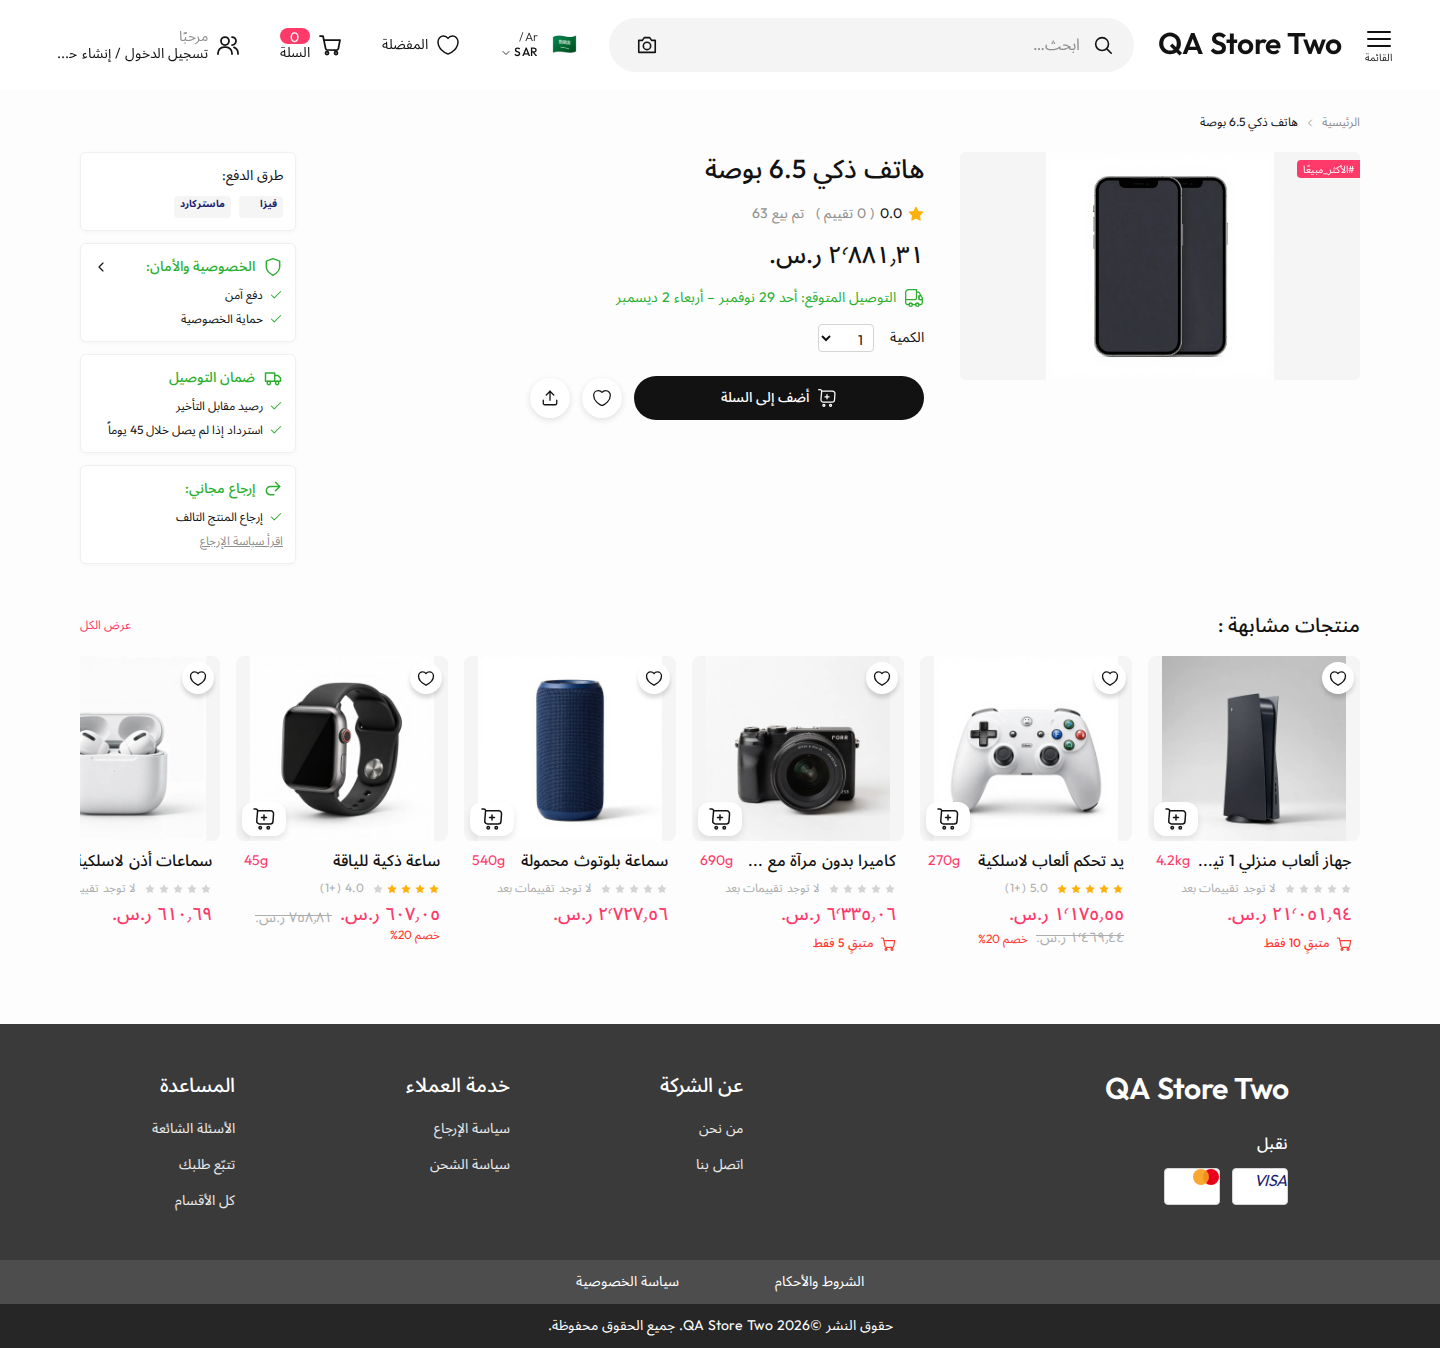 القائمة
QA Store Two
ابحث...
Ar /
SAR
المفضلة
0
السلة
مرحبًا
تسجيل الدخول / إنشاء حـ...
الرئيسية
هاتف ذكي 6.5 بوصة
#الأكثر_مبيعًا
هاتف ذكي 6.5 بوصة
0.0 ( 0 تقييم ) تم بيع 63
٢٬٨٨١٫٣١ ر.س.
التوصيل المتوقع: أحد 29 نوفمبر – أربعاء 2 ديسمبر
الكمية 1
أضف إلى السلة
طرق الدفع:
فيزا ماستركارد
الخصوصية والأمان:
دفع آمن
حماية الخصوصية
ضمان التوصيل
رصيد مقابل التأخير
استرداد إذا لم يصل خلال 45 يوماً
إرجاع مجاني:
إرجاع المنتج التالف
اقرأ سياسة الإرجاع
منتجات مشابهة :
عرض الكل
جهاز ألعاب منزلي 1 تيـ... 4.2kg
لا توجد تقييمات بعد
٢١٬٠٥١٫٩٤ ر.س.
متبقٍ 10 فقط
يد تحكم ألعاب لاسلكية 270g
5.0 (1+)
١٬١٧٥٫٥٥ ر.س.
١٬٤٦٩٫٤٤ ر.س. خصم 20%
كاميرا بدون مرآة مع ... 690g
لا توجد تقييمات بعد
٦٬٣٣٥٫٠٦ ر.س.
متبقٍ 5 فقط
سماعة بلوتوث محمولة 540g
لا توجد تقييمات بعد
٢٬٧٢٧٫٥٦ ر.س.
ساعة ذكية للياقة 45g
4.0 (1+)
٦٠٧٫٠٥ ر.س. ٧٥٨٫٨١ ر.س.
خصم 20%
سماعات أذن لاسلكية
لا توجد تقيي
٦١٠٫٦٩ ر.س.
QA Store Two
نقبل
VISA
عن الشركة
من نحن
اتصل بنا
خدمة العملاء
سياسة الإرجاع
سياسة الشحن
المساعدة
الأسئلة الشائعة
تتبّع طلبك
كل الأقسام
الشروط والأحكام
سياسة الخصوصية
حقوق النشر ©2026 QA Store Two. جميع الحقوق محفوظة.